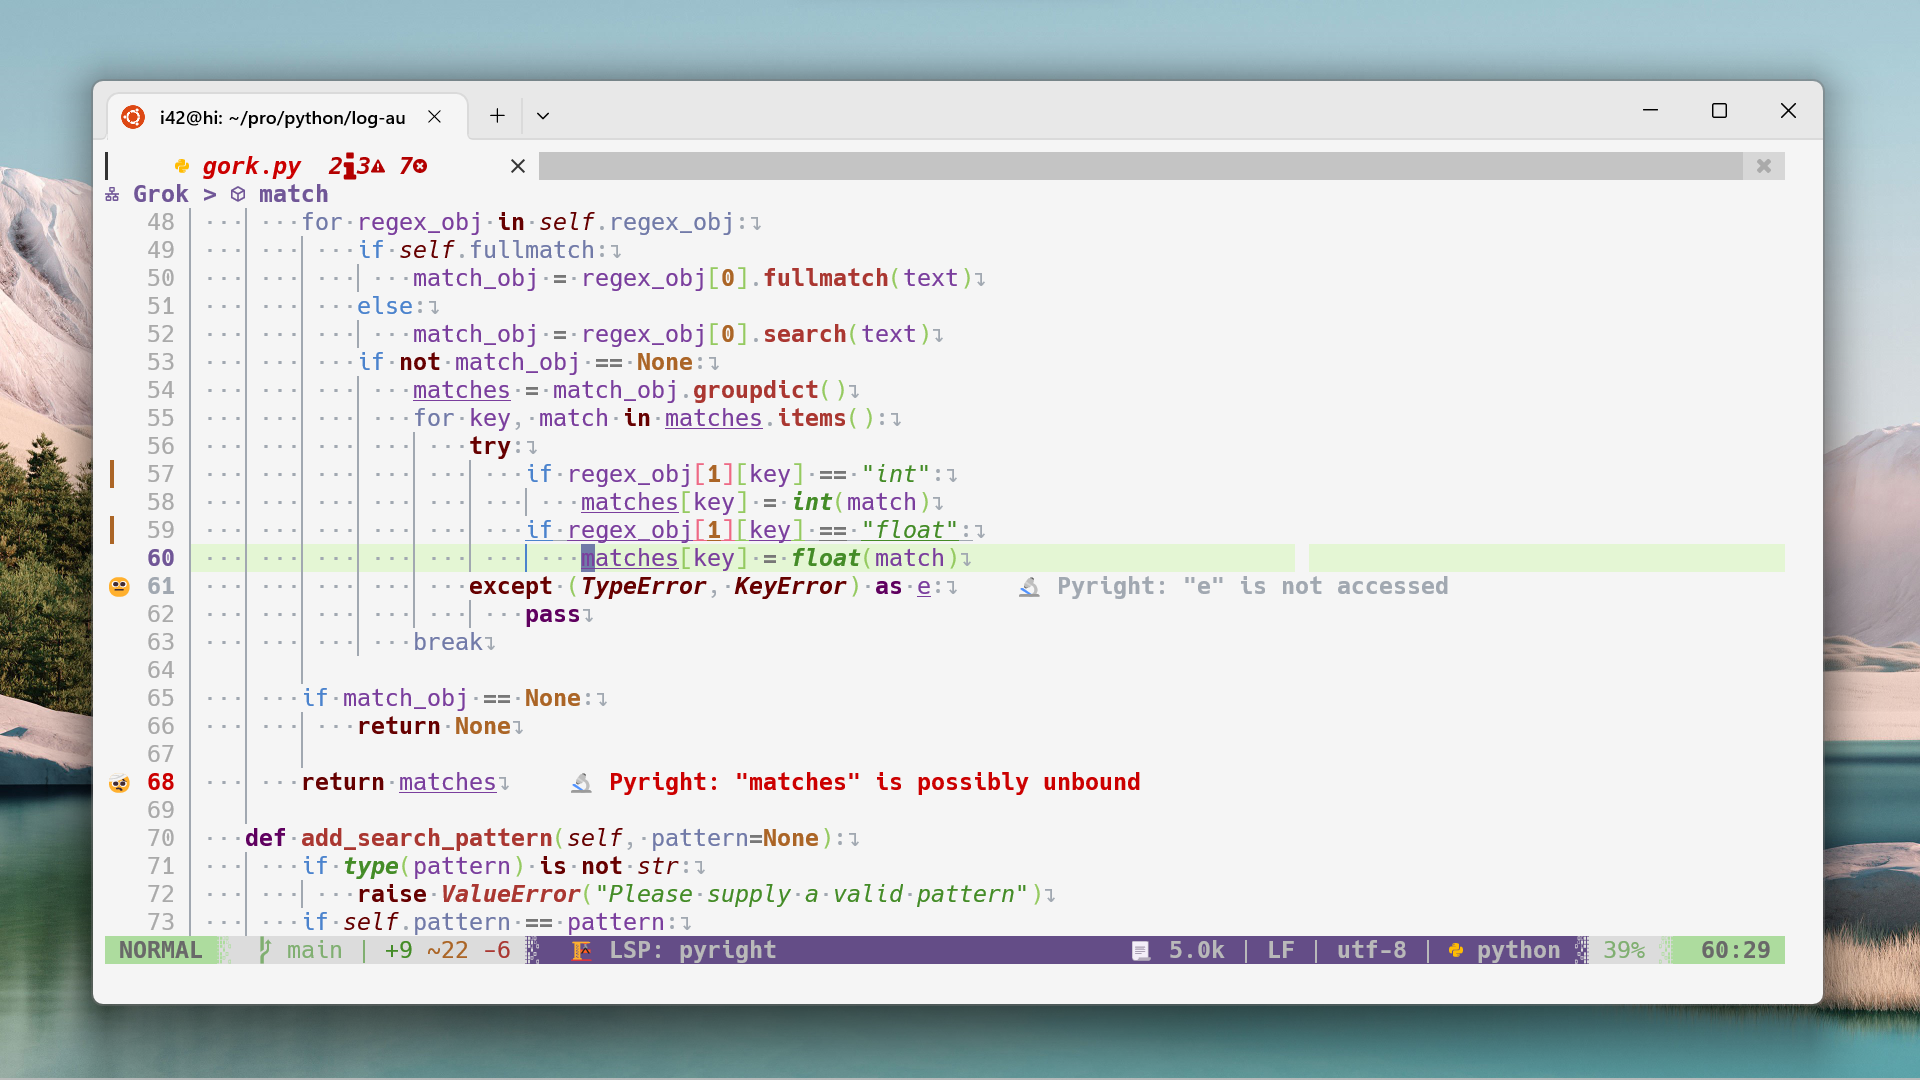 i42@hi: ~/pro/python/log-au
gork.py 2 3 7
Grok > match
48 for regex_obj in self.regex_obj:
49 if self.fullmatch:
50 match_obj = regex_obj[0].fullmatch(text)
51 else:
52 match_obj = regex_obj[0].search(text)
53 if not match_obj == None:
54 matches = match_obj.groupdict()
55 for key, match in matches.items():
56 try:
57 if regex_obj[1][key] == "int":
58 matches[key] = int(match)
59 if regex_obj[1][key] == "float":
60 matches[key] = float(match)
61 except (TypeError, KeyError) as e: Pyright: "e" is not accessed
62 pass
63 break
64
65 if match_obj == None:
66 return None
67
68 return matches Pyright: "matches" is possibly unbound
69
70 def add_search_pattern(self, pattern=None):
71 if type(pattern) is not str:
72 raise ValueError("Please supply a valid pattern")
73 if self.pattern == pattern:
NORMAL main | +9 ~22 -6 LSP: pyright 5.0k | LF | utf-8 | python 39% 60:29